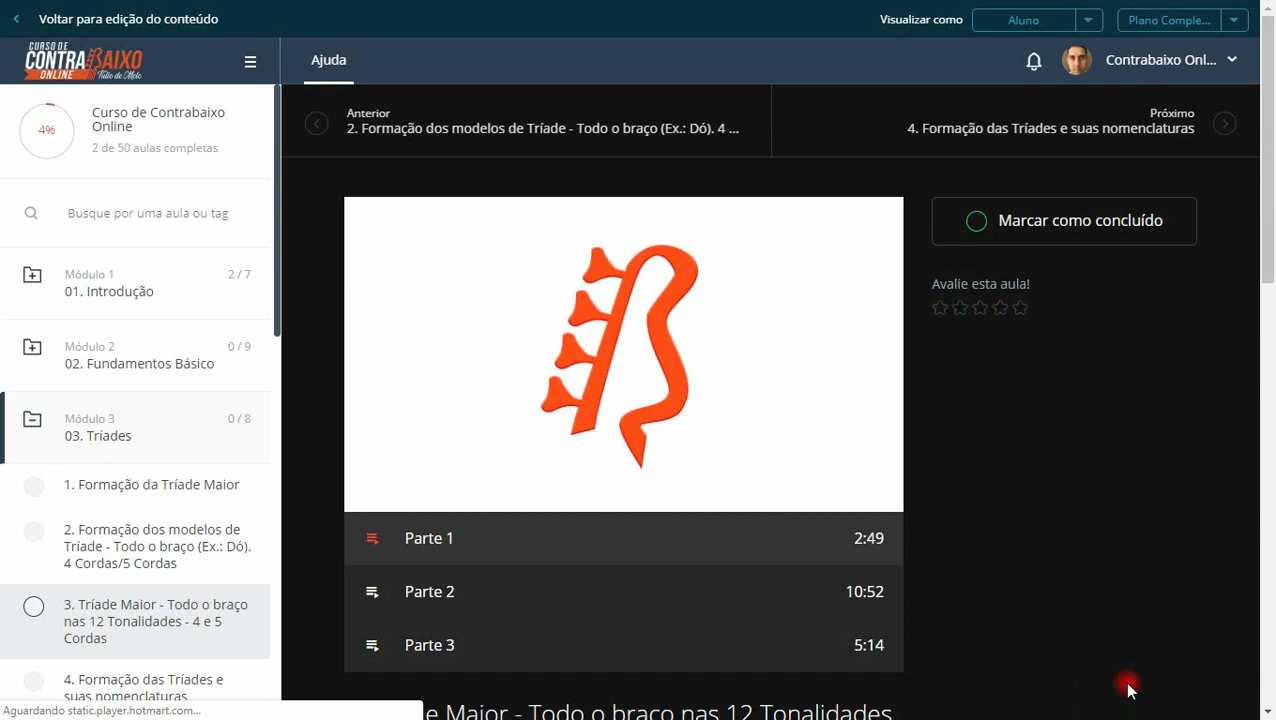 Voltar para edição do conteúdo
Visualizar como
Aluno
Plano Comple...
CURSO DE
CONTRABAIXO
ONLINE Túlio de Melo
Ajuda
Contrabaixo Onl...
4%
Curso de Contrabaixo
Online
2 de 50 aulas completas
Busque por uma aula ou tag
Módulo 1
2 / 7
01. Introdução
Módulo 2
0 / 9
02. Fundamentos Básico
Módulo 3
0 / 8
03. Tríades
1. Formação da Tríade Maior
2. Formação dos modelos de
Tríade - Todo o braço (Ex.: Dó).
4 Cordas/5 Cordas
3. Tríade Maior - Todo o braço
nas 12 Tonalidades - 4 e 5
Cordas
4. Formação das Tríades e
suas nomenclaturas
Aguardando static.player.hotmart.com...
Anterior
2. Formação dos modelos de Tríade - Todo o braço (Ex.: Dó). 4 ...
Próximo
4. Formação das Tríades e suas nomenclaturas
Marcar como concluído
Avalie esta aula!
Parte 1
2:49
Parte 2
10:52
Parte 3
5:14
de Maior - Todo o braço nas 12 Tonalidades